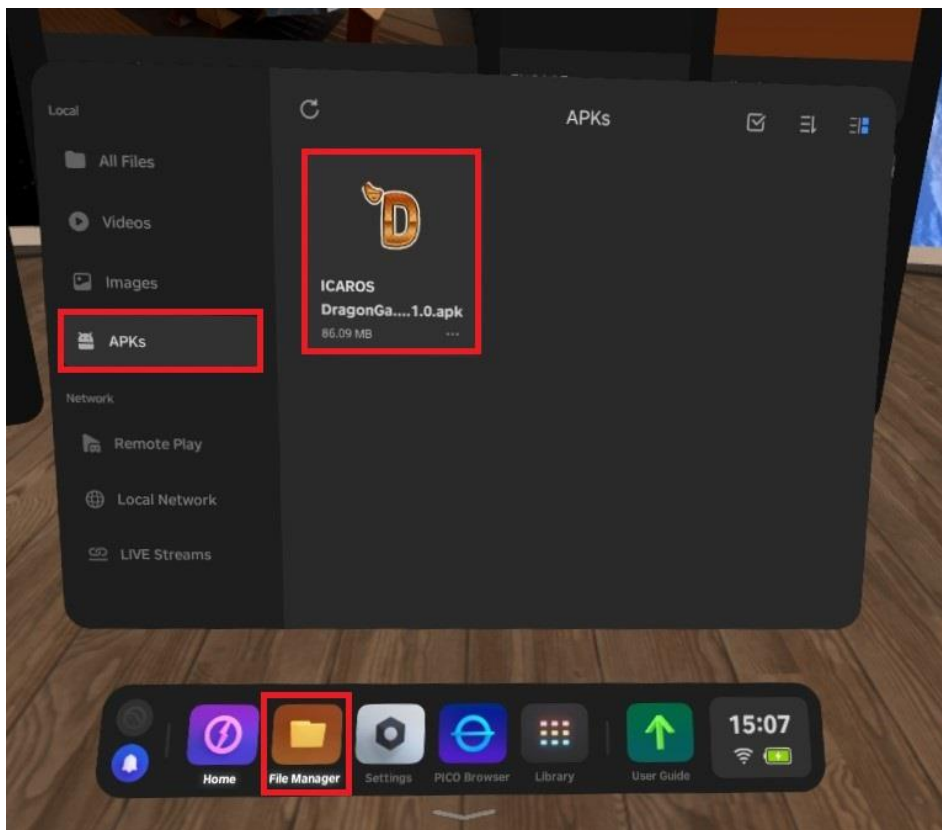 Local
APKs
All Files
Videos
Images
APKs
Network
Remote Play
Local Network
LIVE Streams
D
ICAROS
DragonGa....1.0.apk
86.09 MB
Home
File Manager
Settings
PICO Browser
Library
User Guide
15:07